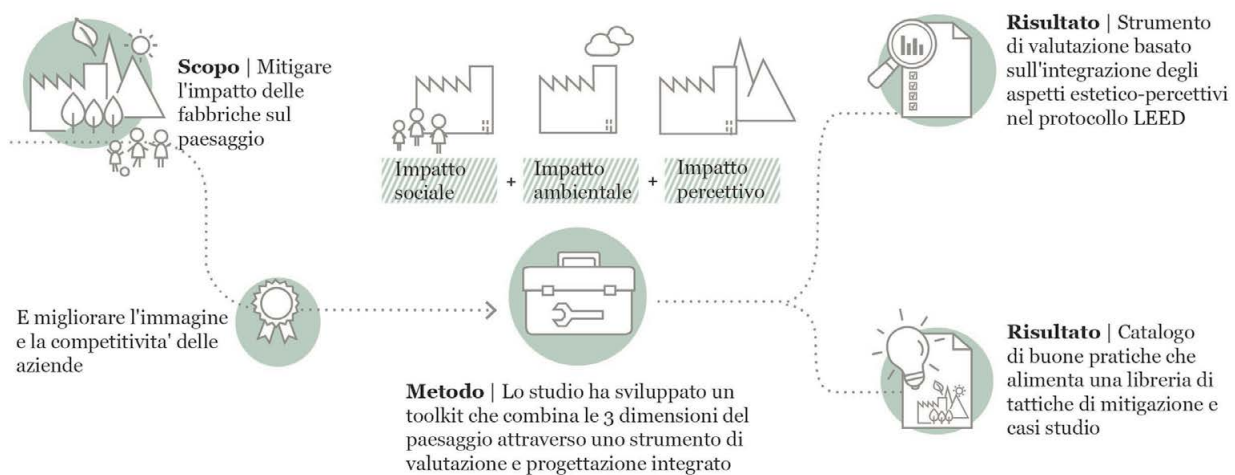 Scopo | Mitigare
l'impatto delle
fabbriche sul
paesaggio
E migliorare l'immagine
e la competitivita' delle
aziende
Impatto
sociale
+
Impatto
ambientale
+
Impatto
percettivo
Metodo | Lo studio ha sviluppato un
toolkit che combina le 3 dimensioni del
paesaggio attraverso uno strumento di
valutazione e progettazione integrato
Risultato | Strumento
di valutazione basato
sull'integrazione degli
aspetti estetico-percettivi
nel protocollo LEED
Risultato | Catalogo
di buone pratiche che
alimenta una libreria di
tattiche di mitigazione e
casi studio